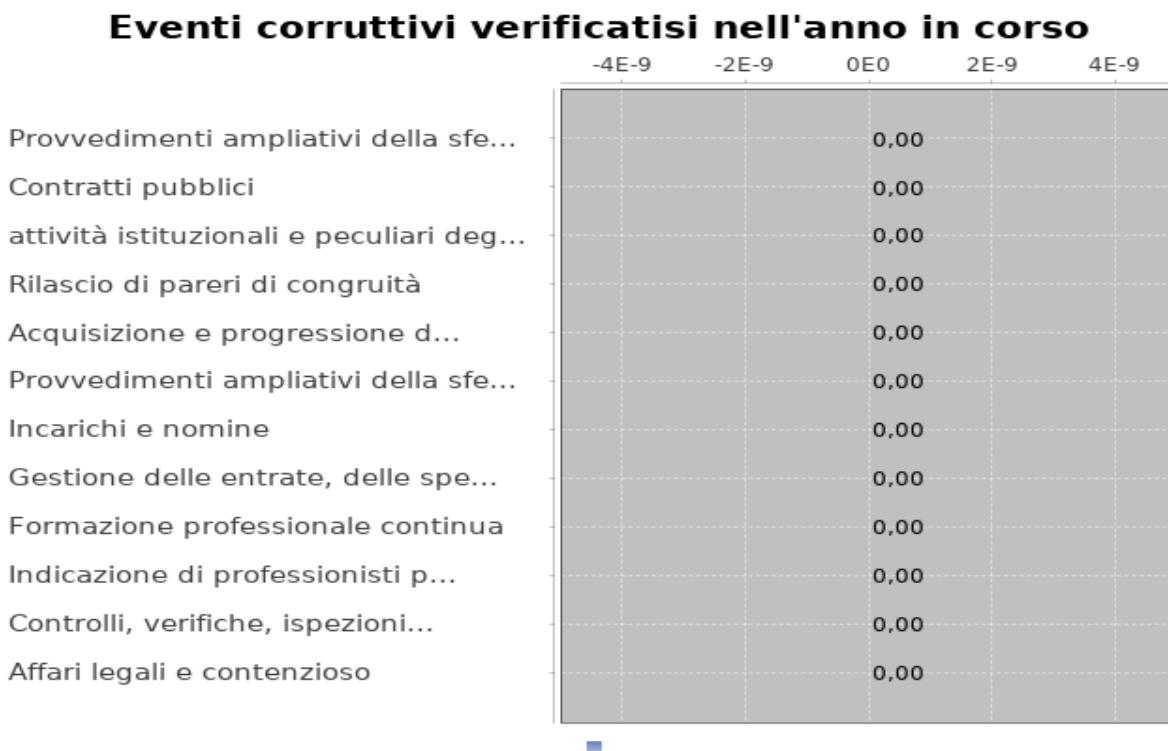 Eventi corruttivi verificatisi nell'anno in corso
-4E-9 -2E-9 0E0 2E-9 4E-9
Provvedimenti ampliativi della sfe... 0,00
Contratti pubblici 0,00
attività istituzionali e peculiari deg... 0,00
Rilascio di pareri di congruità 0,00
Acquisizione e progressione d... 0,00
Provvedimenti ampliativi della sfe... 0,00
Incarichi e nomine 0,00
Gestione delle entrate, delle spe... 0,00
Formazione professionale continua 0,00
Indicazione di professionisti p... 0,00
Controlli, verifiche, ispezioni... 0,00
Affari legali e contenzioso 0,00